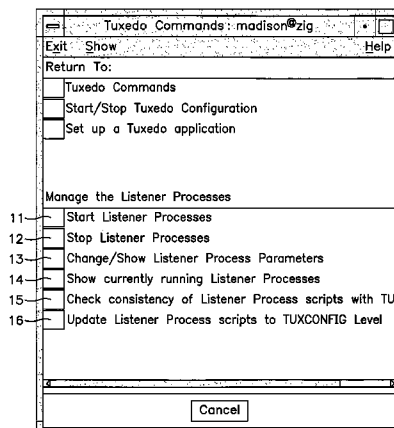 Tuxedo Commands: madison@zig
Exit Show Help
Return To:
Tuxedo Commands
Start/Stop Tuxedo Configuration
Set up a Tuxedo application
Manage the Listener Processes
11 Start Listener Processes
12 Stop Listener Processes
13 Change/Show Listener Process Parameters
14 Show currently running Listener Processes
15 Check consistency of Listener Process scripts with TU
16 Update Listener Process scripts to TUXCONFIG Level
Cancel